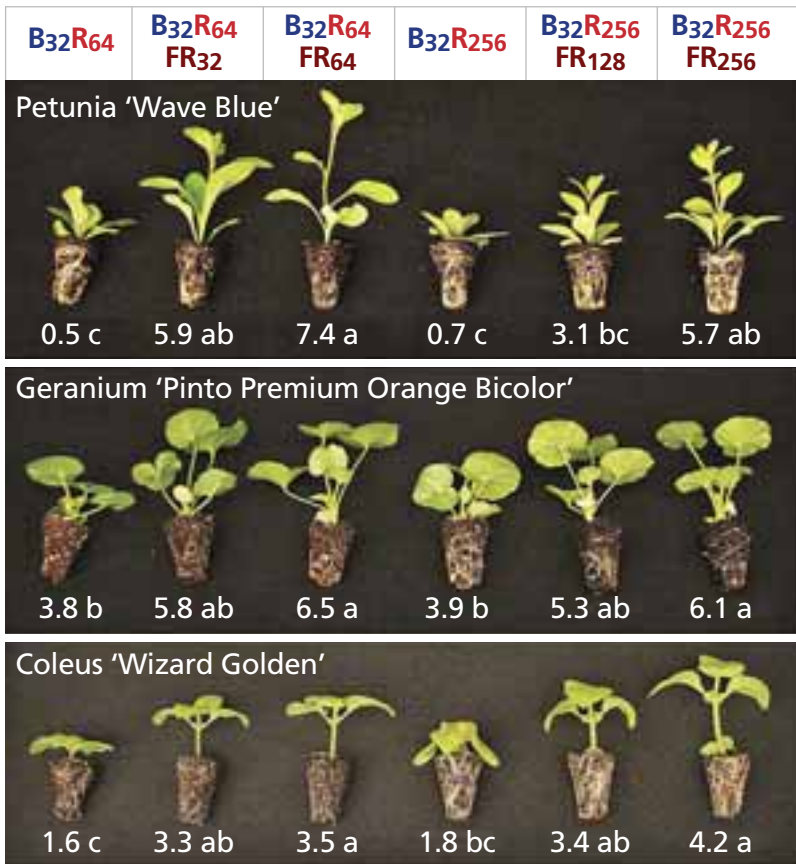 B32R64 B32R64 B32R64 B32R256 B32R256 B32R256
FR32 FR64 FR128 FR256
Petunia ‘Wave Blue’
0.5 c 5.9 ab 7.4 a 0.7 c 3.1 bc 5.7 ab
Geranium ‘Pinto Premium Orange Bicolor’
3.8 b 5.8 ab 6.5 a 3.9 b 5.3 ab 6.1 a
Coleus ‘Wizard Golden’
1.6 c 3.3 ab 3.5 a 1.8 bc 3.4 ab 4.2 a